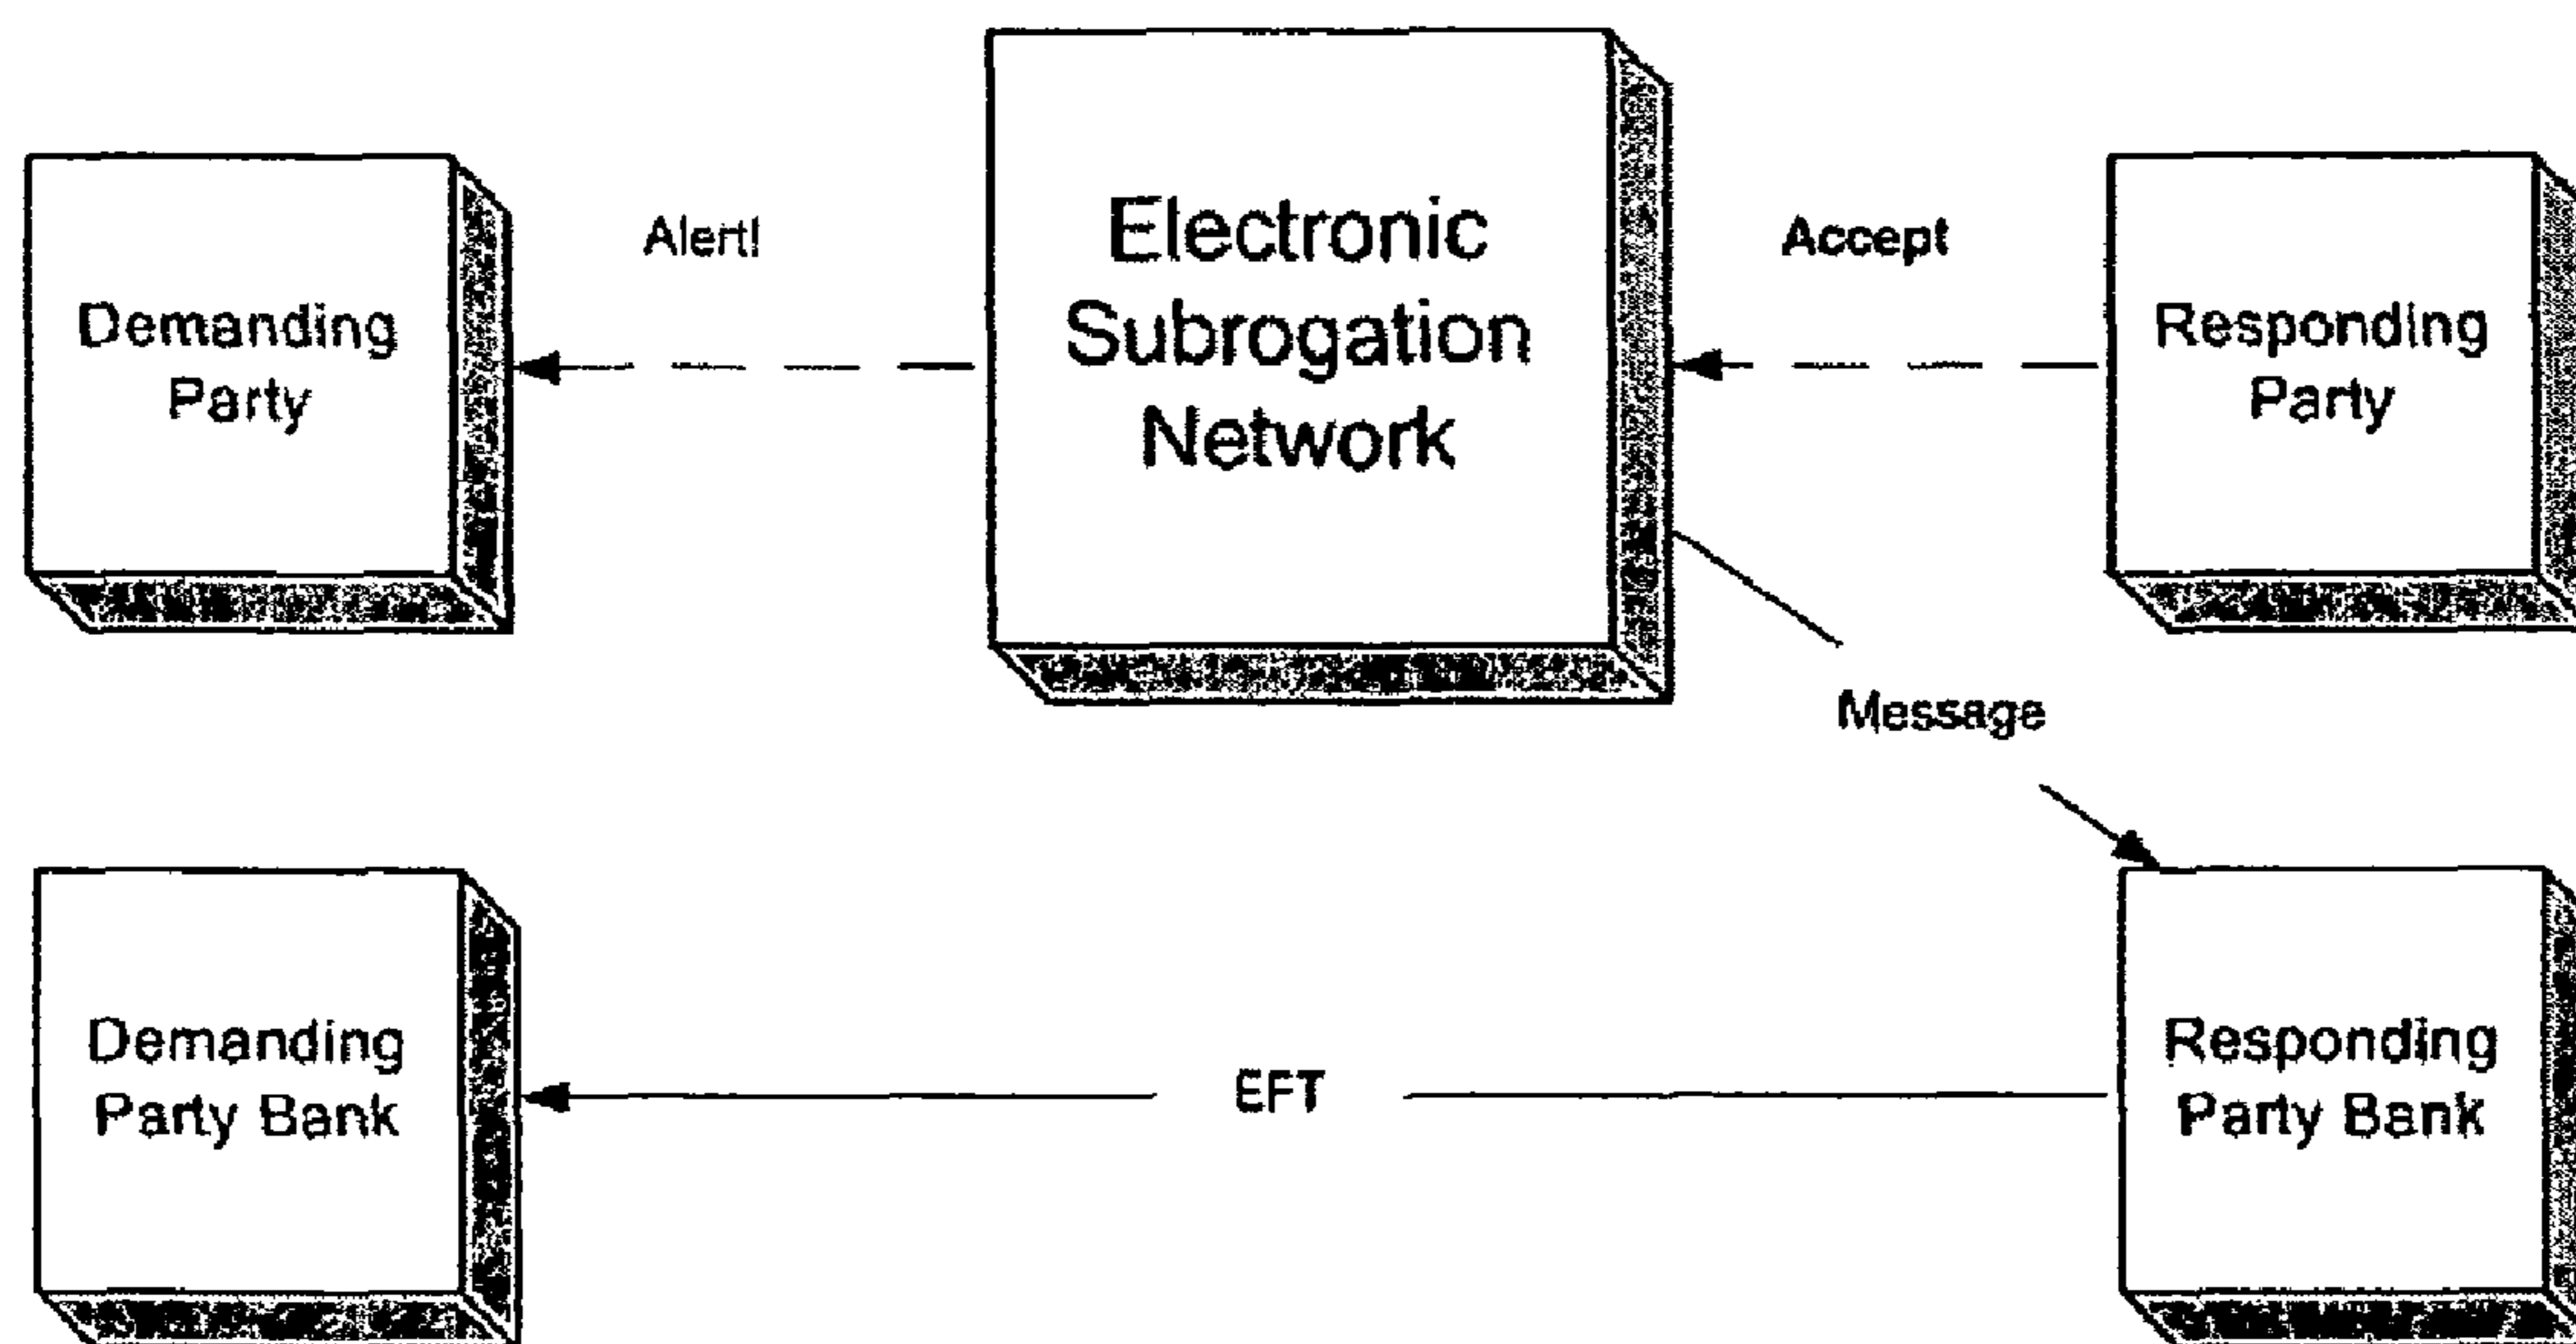 Electronic
Subrogation
Network
Demanding
Party
Alert!
Accept
Responding
Party
Message
Demanding
Party Bank
EFT
Responding
Party Bank